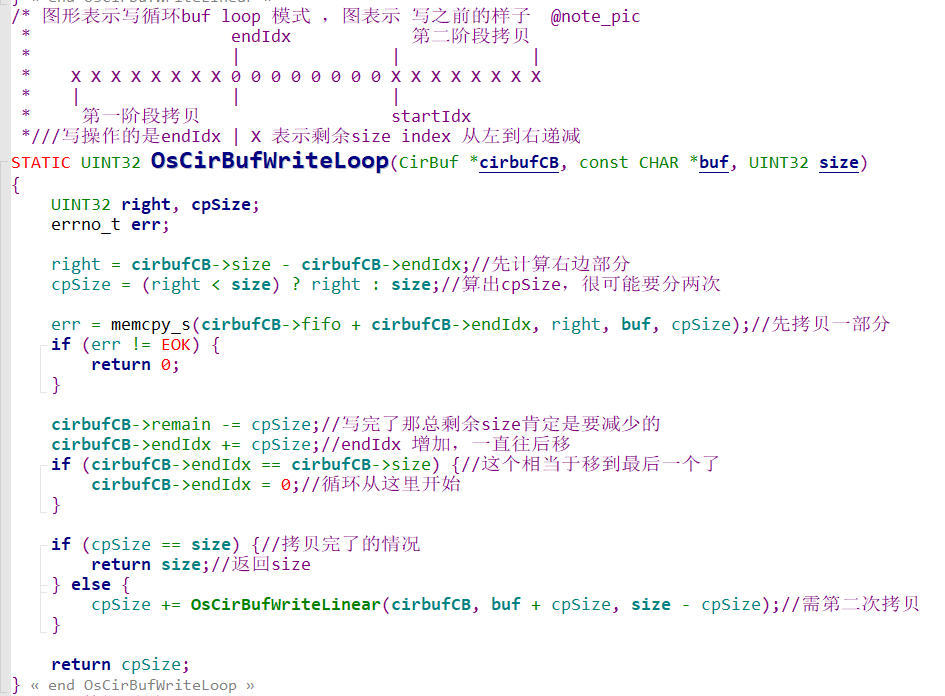 } « end OsCirBufWriteLinear »
/* 图形表示写循环buf loop 模式 ，图表示 写之前的样子  @note_pic
 *                    endIdx            第二阶段拷贝
 *                    |               |             |
 *    X X X X X X X X 0 0 0 0 0 0 0 0 X X X X X X X X
 *    |               |               |
 *     第一阶段拷贝                   startIdx
 *///写操作的是endIdx | X 表示剩余size index 从左到右递减
STATIC UINT32 OsCirBufWriteLoop(CirBuf *cirbufCB, const CHAR *buf, UINT32 size)
{
    UINT32 right, cpSize;
    errno_t err;
    right = cirbufCB->size - cirbufCB->endIdx;//先计算右边部分
    cpSize = (right < size) ? right : size;//算出cpSize，很可能要分两次
    err = memcpy_s(cirbufCB->fifo + cirbufCB->endIdx, right, buf, cpSize);//先拷贝一部分
    if (err != EOK) {
        return 0;
    }
    cirbufCB->remain -= cpSize;//写完了那总剩余size肯定是要减少的
    cirbufCB->endIdx += cpSize;//endIdx 增加，一直往后移
    if (cirbufCB->endIdx == cirbufCB->size) {//这个相当于移到最后一个了
        cirbufCB->endIdx = 0;//循环从这里开始
    }
    if (cpSize == size) {//拷贝完了的情况
        return size;//返回size
    } else {
        cpSize += OsCirBufWriteLinear(cirbufCB, buf + cpSize, size - cpSize);//需第二次拷贝
    }
    return cpSize;
} « end OsCirBufWriteLoop »